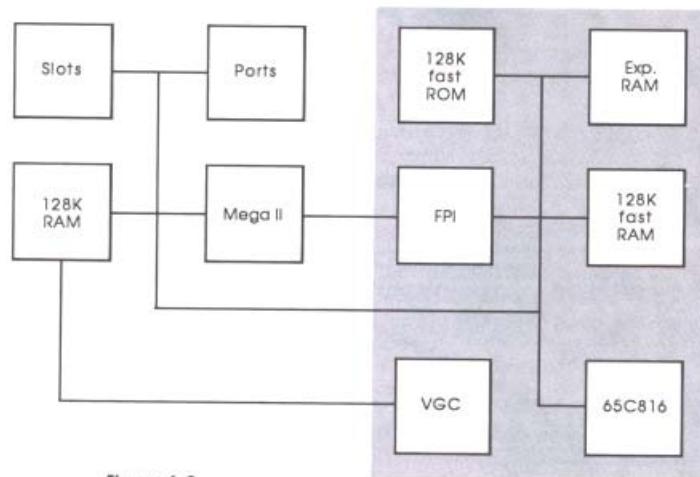 Slots
Ports
128K
fast
ROM
Exp.
RAM
128K
RAM
Mega II
FPI
128K
fast
RAM
VGC
65C816